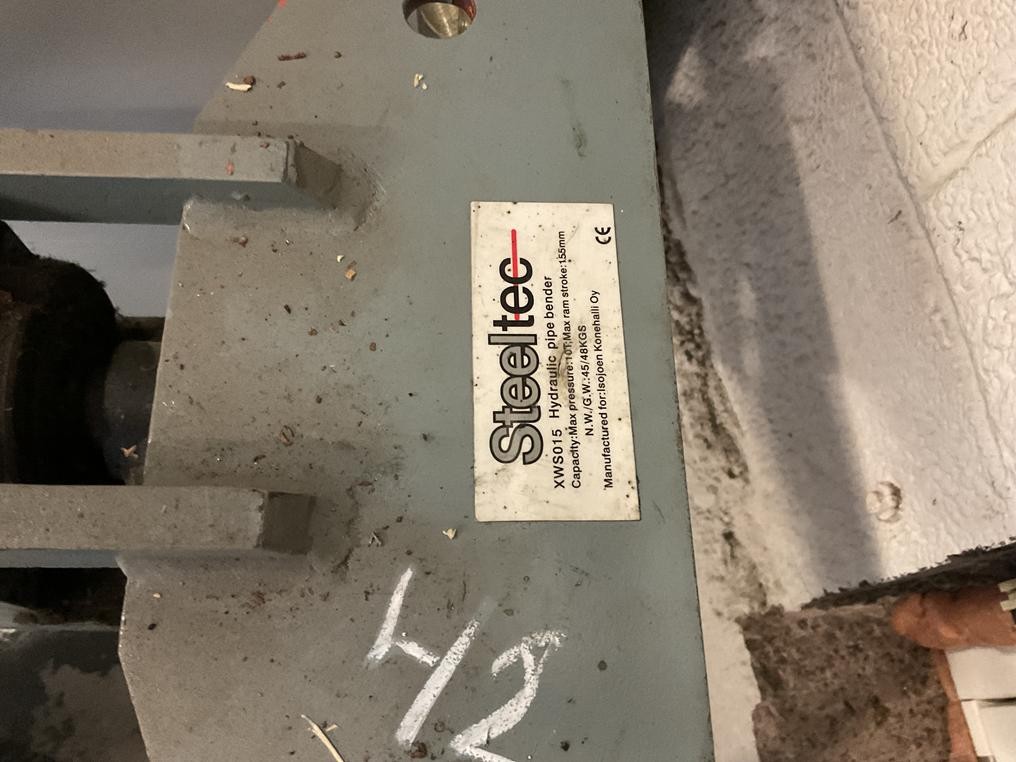 Steeltec
XWS015 Hydraulic pipe bender
Capacity:Max pressure:10T,Max ram stroke:155mm
N.W./G.W.:45/48KGS
Manufactured for:Isojoen Konehalli Oy
CE
42